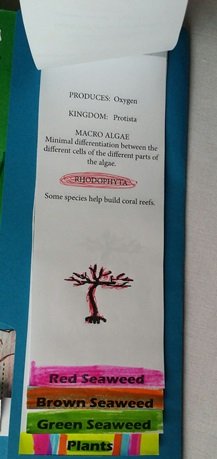 PRODUCES: Oxygen
KINGDOM: Protista
MACRO ALGAE
Minimal differentiation between the
different cells of the different parts of
the algae.
RHODOPHYTA
Some species help build coral reefs.
Red Seaweed
Brown Seaweed
Green Seaweed
Plants